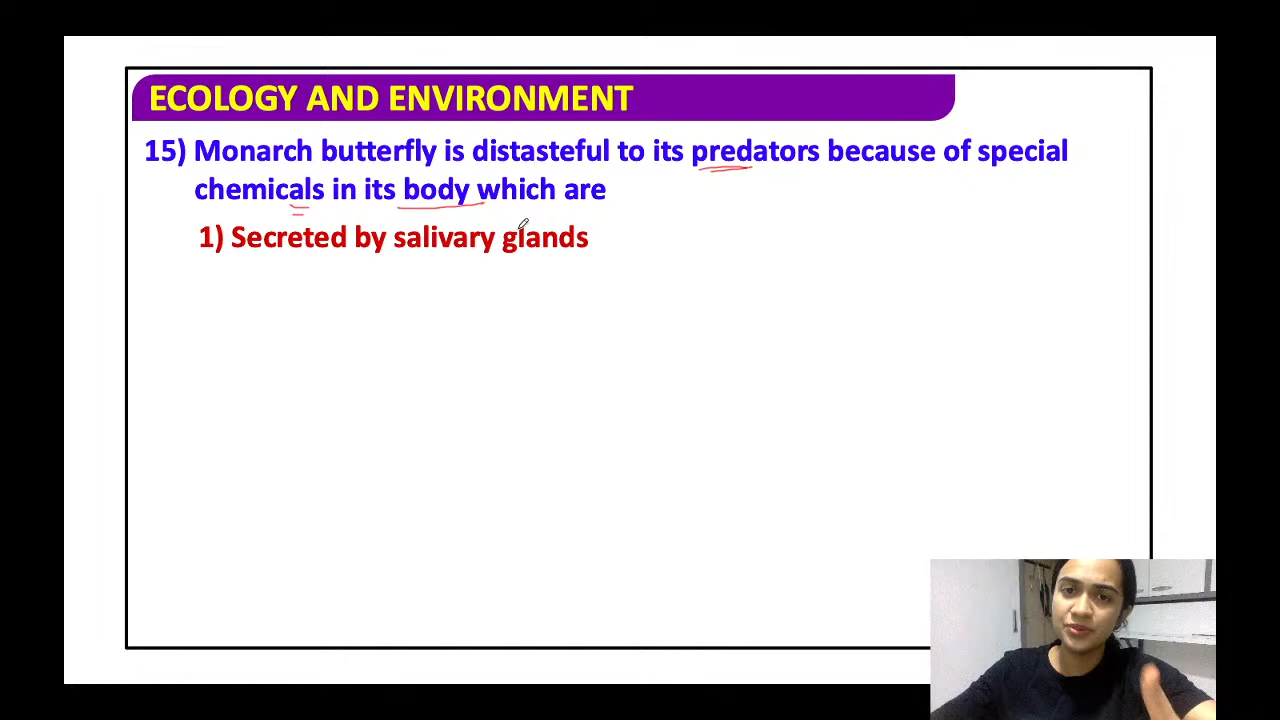 ECOLOGY AND ENVIRONMENT
15) Monarch butterfly is distasteful to its predators because of special
chemicals in its body which are
1) Secreted by salivary glands